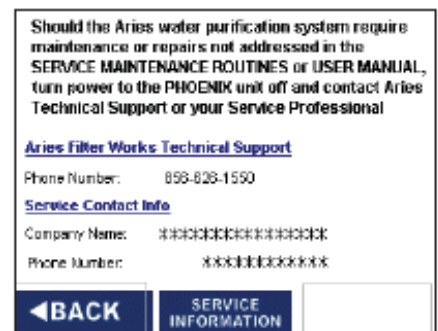 Should the Aries water purification system require
maintenance or repairs not addressed in the
SERVICE MAINTENANCE ROUTINES or USER MANUAL,
turn power to the PHOENIX unit off and contact Aries
Technical Support or your Service Professional
Aries Filter Works Technical Support
Phone Number: 856-626-1550
Service Contact Info
Company Name: ******************
Phone Number: *************
◀BACK
SERVICE
INFORMATION